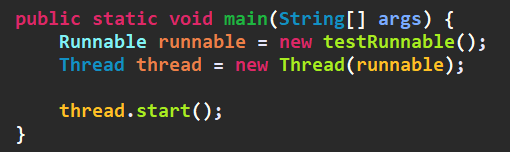 public static void main(String[] args) {
    Runnable runnable = new testRunnable();
    Thread thread = new Thread(runnable);

    thread.start();
}